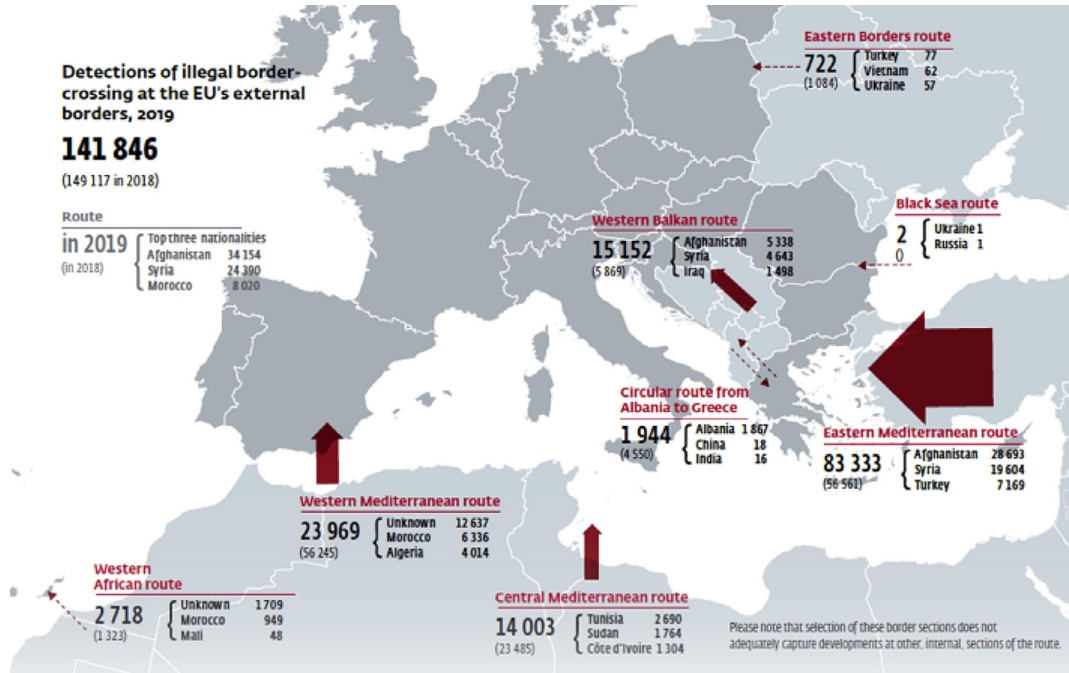 Detections of illegal border-
crossing at the EU's external
borders, 2019
141 846
(149 117 in 2018)
Route
in 2019 { Top three nationalities
(in 2018) Afghanistan 34 154
Syria 24 390
Morocco 8 020
Eastern Borders route
722 { Turkey 77
(1 084) Vietnam 62
Ukraine 57
Black Sea route
2 { Ukraine 1
0 Russia 1
Western Balkan route
15 152 { Afghanistan 5 338
(5 869) Syria 4 643
Iraq 1 498
Circular route from
Albania to Greece
1 944 { Albania 1 867
(4 550) China 18
India 16
Eastern Mediterranean route
83 333 { Afghanistan 28 693
(56 561) Syria 19 604
Turkey 7 169
Western Mediterranean route
23 969 { Unknown 12 637
(56 245) Morocco 6 336
Algeria 4 014
Western
African route
2 718 { Unknown 1 709
(1 323) Morocco 949
Mali 48
Central Mediterranean route
14 003 { Tunisia 2 690
(23 485) Sudan 1 764
Côte d'Ivoire 1 304
Please note that selection of these border sections does not
adequately capture developments at other, internal, sections of the route.